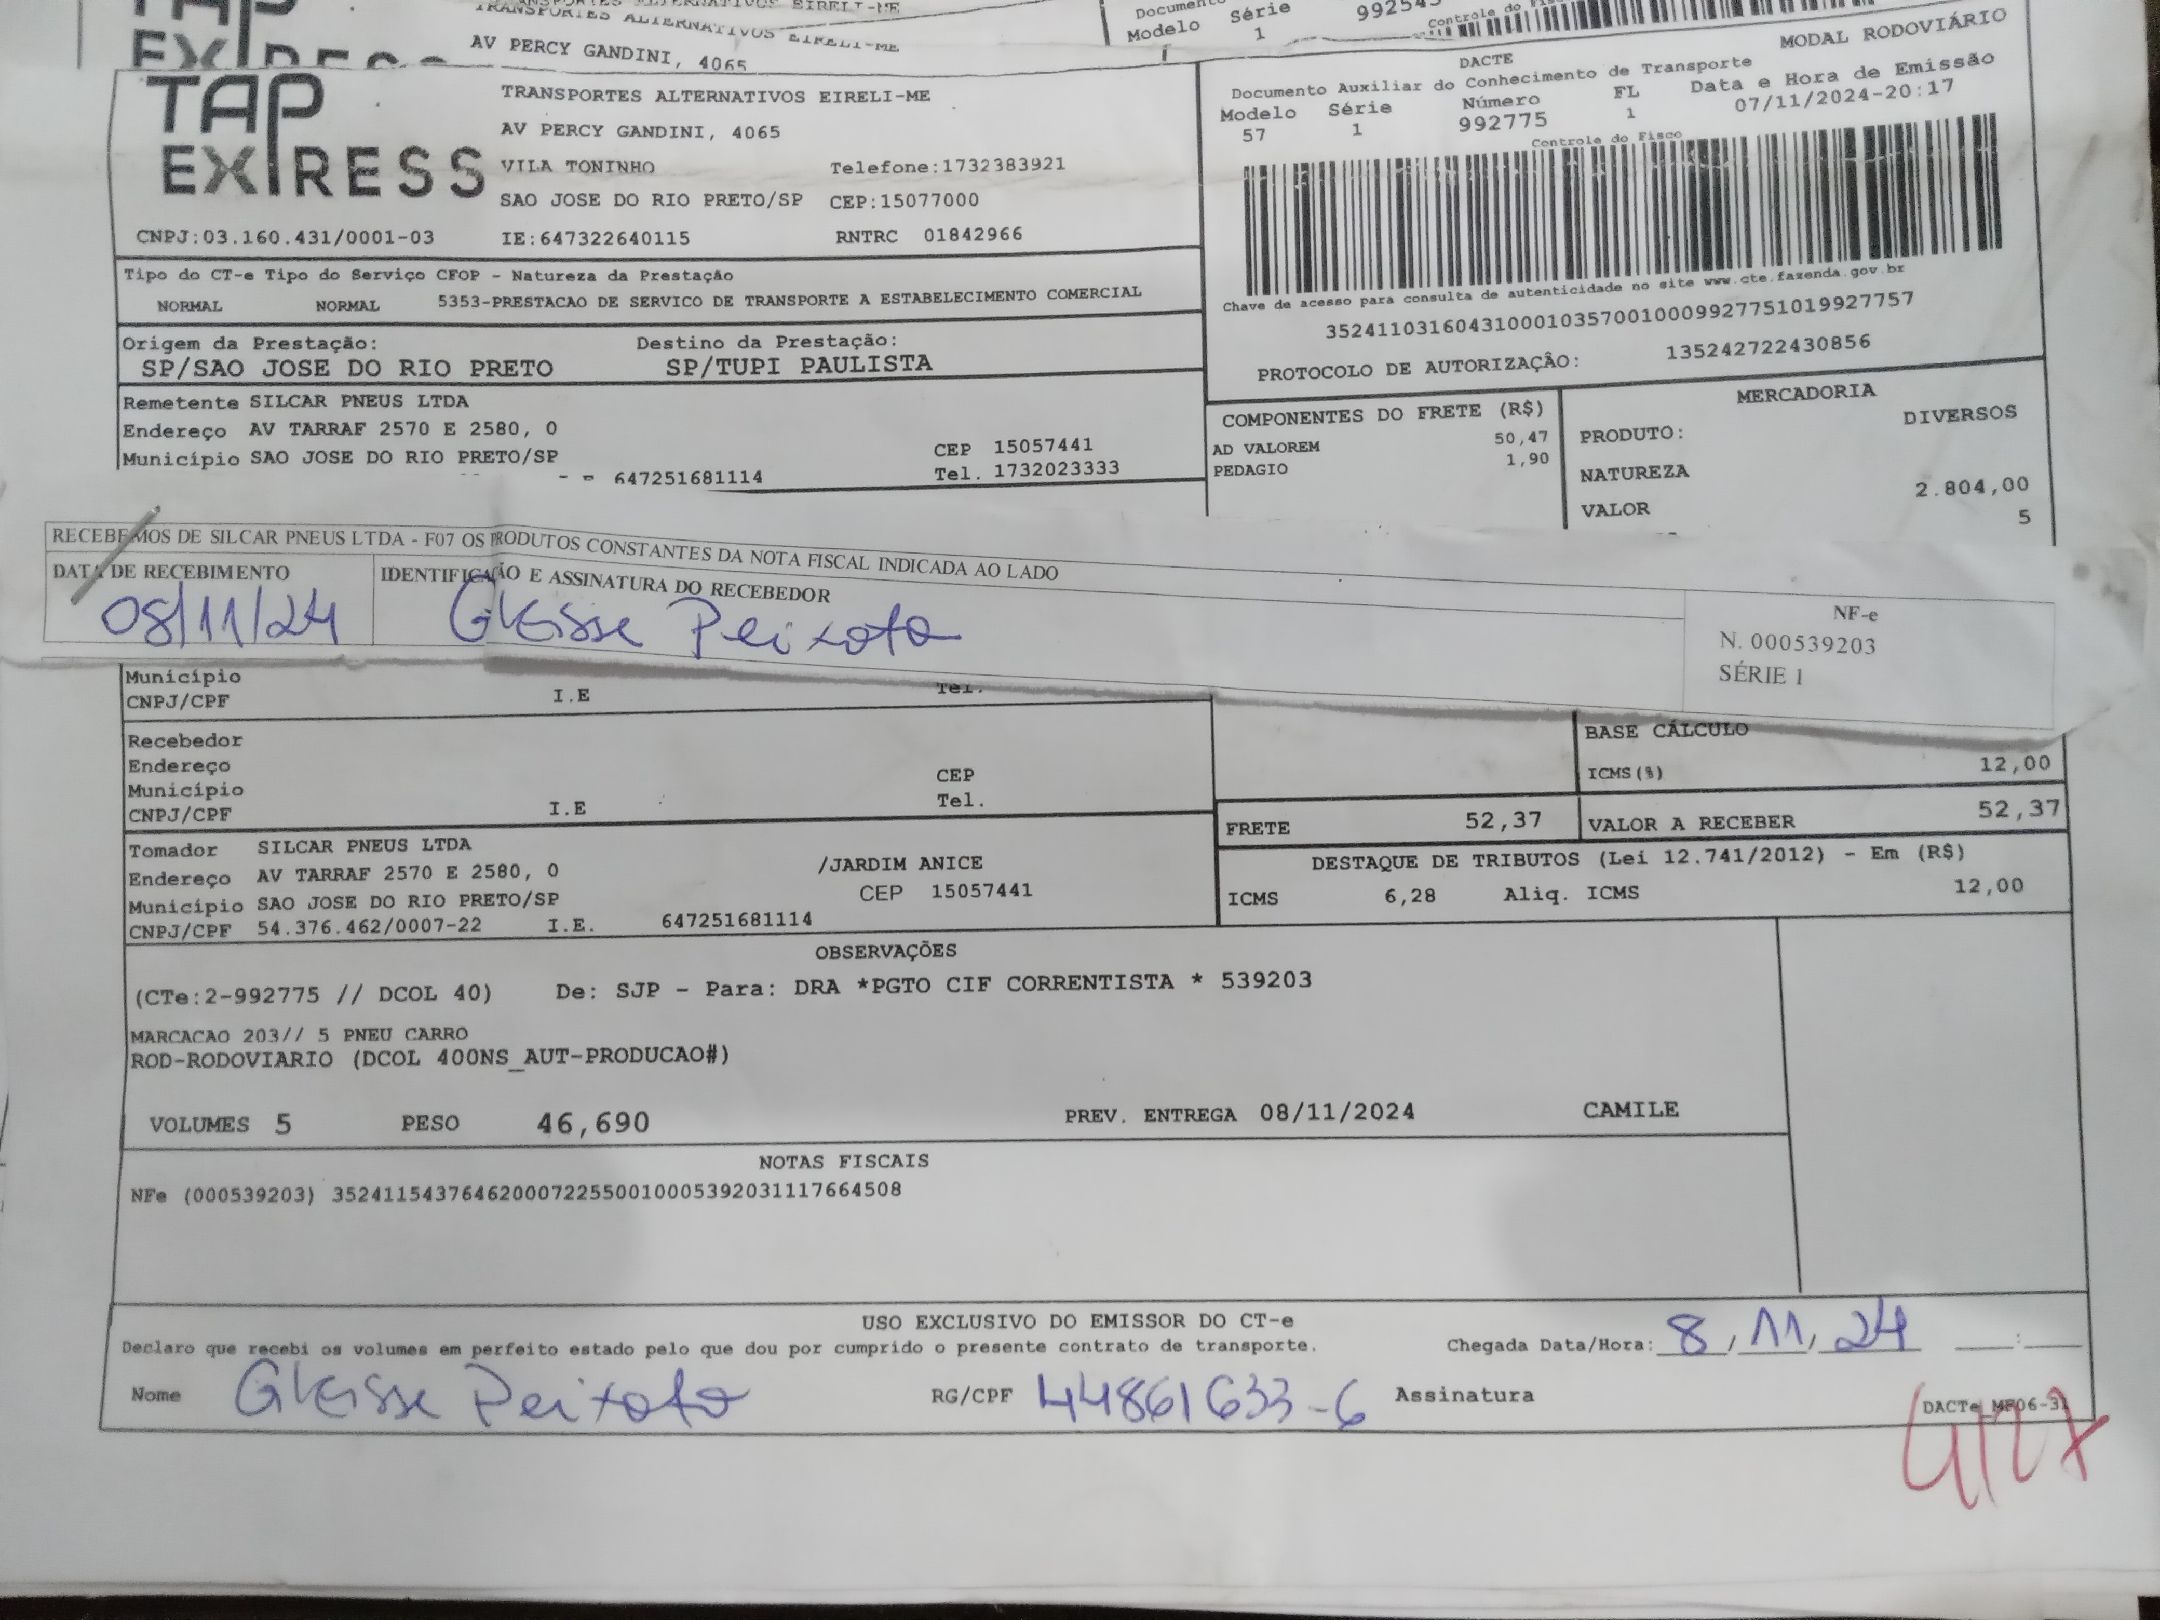 TRANSPORTES ALTERNATIVOS EIRELI-ME
AV PERCY GANDINI, 4065
Modelo Série
1
TAP EXPRESS
TRANSPORTES ALTERNATIVOS EIRELI-ME
AV PERCY GANDINI, 4065
VILA TONINHO Telefone:1732383921
SAO JOSE DO RIO PRETO/SP CEP:15077000
CNPJ:03.160.431/0001-03 IE:647322640115 RNTRC 01842966
MODAL RODOVIÁRIO
DACTE
Documento Auxiliar do Conhecimento de Transporte
Modelo Série Número FL Data e Hora de Emissão
57 1 992775 1 07/11/2024-20:17
Controle do Fisco
Chave de acesso para consulta de autenticidade no site www.cte.fazenda.gov.br
35241103160431000103570010009927751019927757
PROTOCOLO DE AUTORIZAÇÃO: 135242722430856
Tipo do CT-e Tipo do Serviço CFOP - Natureza da Prestação
NORMAL NORMAL 5353-PRESTACAO DE SERVICO DE TRANSPORTE A ESTABELECIMENTO COMERCIAL
Origem da Prestação: Destino da Prestação:
SP/SAO JOSE DO RIO PRETO SP/TUPI PAULISTA
Remetente SILCAR PNEUS LTDA
Endereço AV TARRAF 2570 E 2580, 0
Município SAO JOSE DO RIO PRETO/SP CEP 15057441
647251681114 Tel. 1732023333
COMPONENTES DO FRETE (R$)
AD VALOREM 50,47
PEDAGIO 1,90
MERCADORIA
PRODUTO: DIVERSOS
NATUREZA
VALOR 2.804,00
5
RECEBEMOS DE SILCAR PNEUS LTDA - F07 OS PRODUTOS CONSTANTES DA NOTA FISCAL INDICADA AO LADO
DATA DE RECEBIMENTO IDENTIFICAÇÃO E ASSINATURA DO RECEBEDOR
08/11/24 Gleisse Peixoto
NF-e
N. 000539203
SÉRIE 1
Município
CNPJ/CPF I.E Tel.
Recebedor
Endereço
Município CEP
CNPJ/CPF I.E Tel.
BASE CÁLCULO
ICMS(%) 12,00
FRETE 52,37 VALOR A RECEBER 52,37
Tomador SILCAR PNEUS LTDA
Endereço AV TARRAF 2570 E 2580, 0 /JARDIM ANICE
Município SAO JOSE DO RIO PRETO/SP CEP 15057441
CNPJ/CPF 54.376.462/0007-22 I.E. 647251681114
DESTAQUE DE TRIBUTOS (Lei 12.741/2012) - Em (R$)
ICMS 6,28 Aliq. ICMS 12,00
OBSERVAÇÕES
(CTe:2-992775 // DCOL 40) De: SJP - Para: DRA *PGTO CIF CORRENTISTA * 539203
MARCACAO 203// 5 PNEU CARRO
ROD-RODOVIARIO (DCOL 400NS_AUT-PRODUCAO#)
VOLUMES 5 PESO 46,690 PREV. ENTREGA 08/11/2024 CAMILE
NOTAS FISCAIS
NFe (000539203) 35241154376462000722550010005392031117664508
USO EXCLUSIVO DO EMISSOR DO CT-e
Declaro que recebi os volumes em perfeito estado pelo que dou por cumprido o presente contrato de transporte. Chegada Data/Hora: 8/11/24 :
Nome Gleisse Peixoto RG/CPF 44861633-6 Assinatura